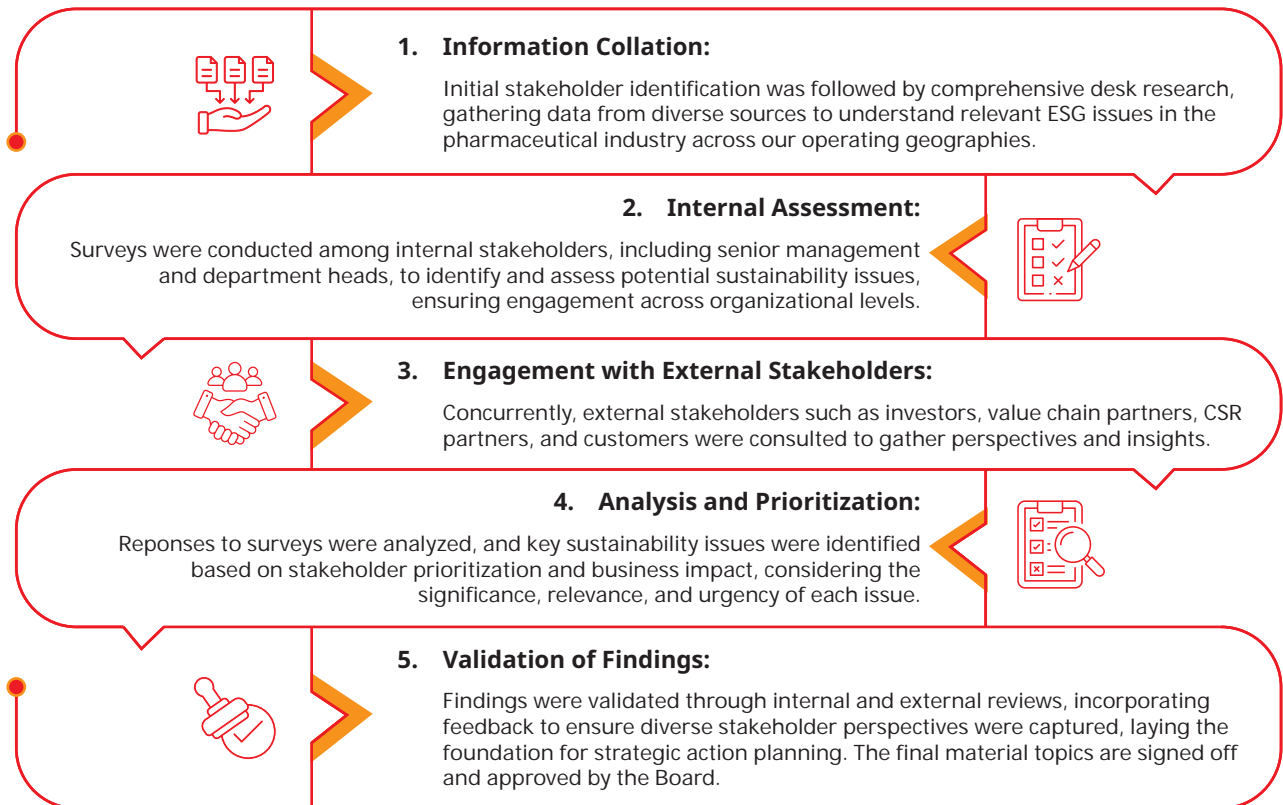 1. Information Collation:
Initial stakeholder identification was followed by comprehensive desk research,
gathering data from diverse sources to understand relevant ESG issues in the
pharmaceutical industry across our operating geographies.
2. Internal Assessment:
Surveys were conducted among internal stakeholders, including senior management
and department heads, to identify and assess potential sustainability issues,
ensuring engagement across organizational levels.
3. Engagement with External Stakeholders:
Concurrently, external stakeholders such as investors, value chain partners, CSR
partners, and customers were consulted to gather perspectives and insights.
4. Analysis and Prioritization:
Reponses to surveys were analyzed, and key sustainability issues were identified
based on stakeholder prioritization and business impact, considering the
significance, relevance, and urgency of each issue.
5. Validation of Findings:
Findings were validated through internal and external reviews, incorporating
feedback to ensure diverse stakeholder perspectives were captured, laying the
foundation for strategic action planning. The final material topics are signed off
and approved by the Board.